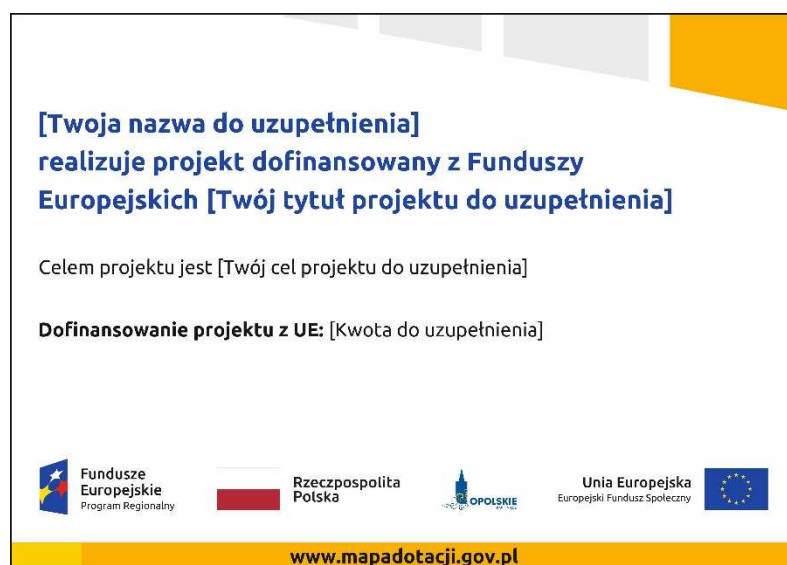 [Twoja nazwa do uzupełnienia]
realizuje projekt dofinansowany z Funduszy
Europejskich [Twój tytuł projektu do uzupełnienia]
Celem projektu jest [Twój cel projektu do uzupełnienia]
Dofinansowanie projektu z UE: [Kwota do uzupełnienia]
Fundusze
Europejskie
Program Regionalny
Rzeczpospolita
Polska
OPOLSKIE
Unia Europejska
Europejski Fundusz Społeczny
www.mapadotacji.gov.pl